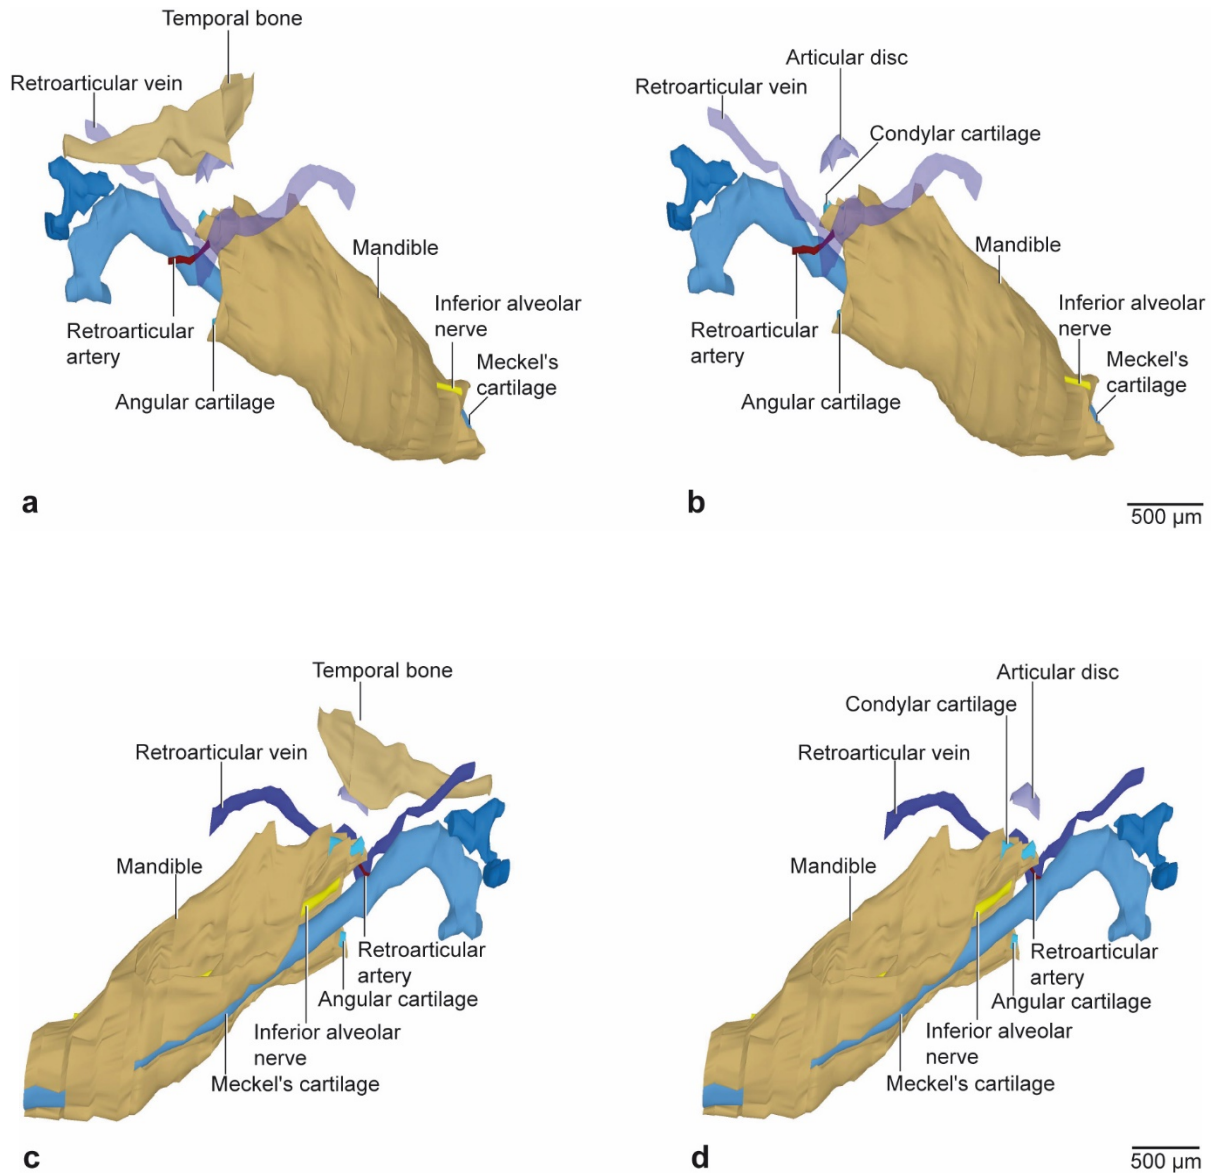 Temporal bone
Retroarticular vein
Mandible
Inferior alveolar
nerve
Retroarticular
artery
Meckel's
cartilage
Angular cartilage
a
Articular disc
Retroarticular vein
Condylar cartilage
Mandible
Inferior alveolar
nerve
Retroarticular
artery
Meckel's
cartilage
Angular cartilage
b
500 µm
Temporal bone
Retroarticular vein
Mandible
Retroarticular
artery
Angular cartilage
Inferior alveolar
nerve
Meckel's cartilage
c
Articular disc
Condylar cartilage
Retroarticular vein
Mandible
Retroarticular
artery
Angular cartilage
Inferior alveolar
nerve
Meckel's cartilage
d
500 µm